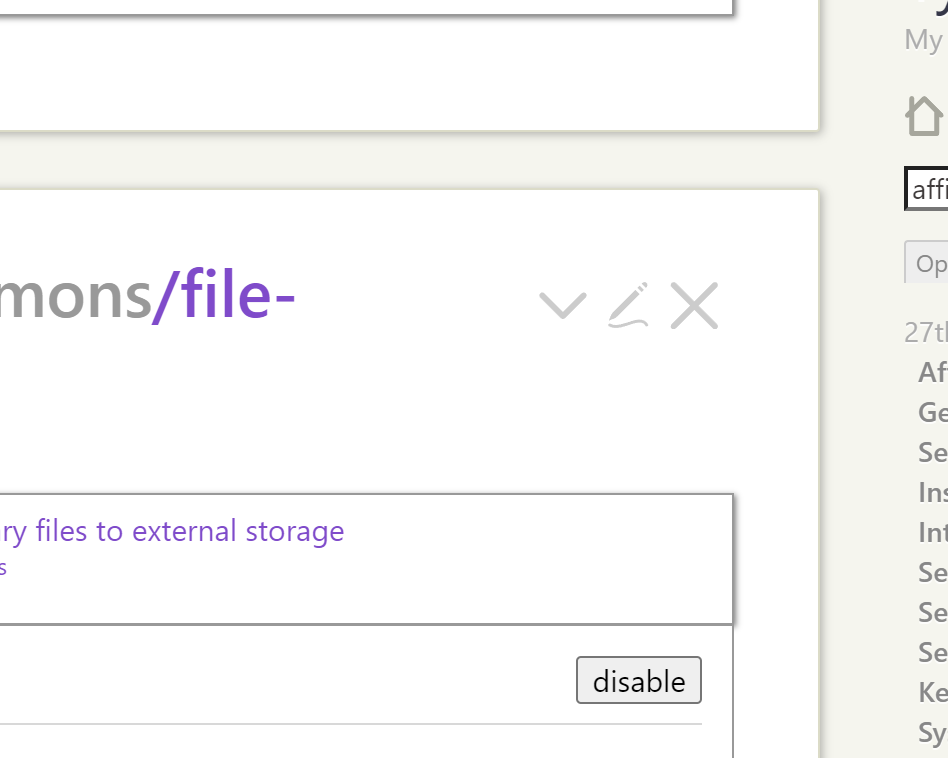 My
affi
Op
mons/file-
27th
ry files to external storage
s
disable
Af
Ge
Se
Ins
Int
Se
Se
Se
Ke
Sy